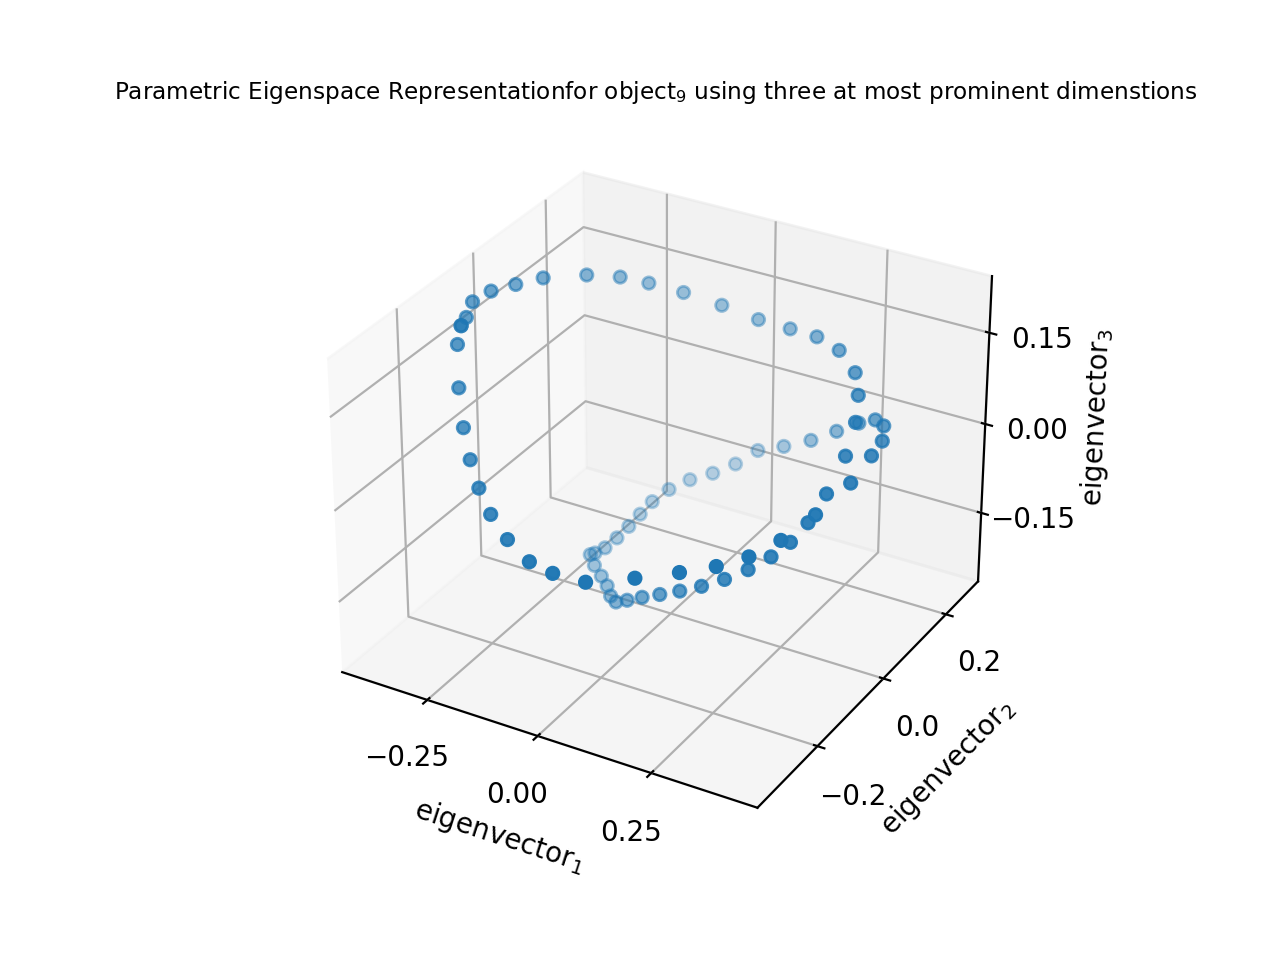 Parametric Eigenspace Representationfor object₉ using three at most prominent dimenstions
0.15
0.00
−0.15
eigenvector₃
0.2
0.0
−0.2
eigenvector₂
−0.25
0.00
0.25
eigenvector₁